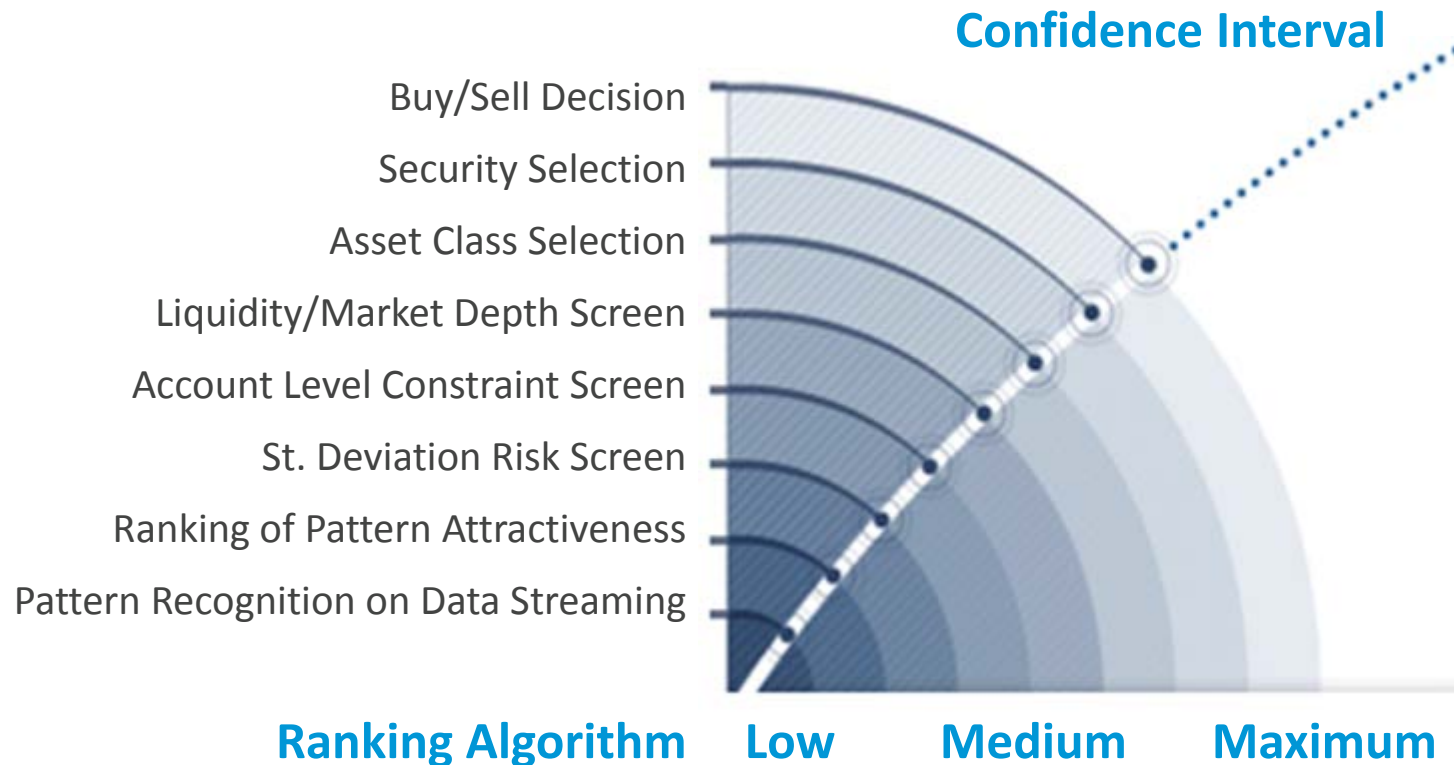 Confidence Interval
Buy/Sell Decision
Security Selection
Asset Class Selection
Liquidity/Market Depth Screen
Account Level Constraint Screen
St. Deviation Risk Screen
Ranking of Pattern Attractiveness
Pattern Recognition on Data Streaming
Ranking Algorithm Low Medium Maximum